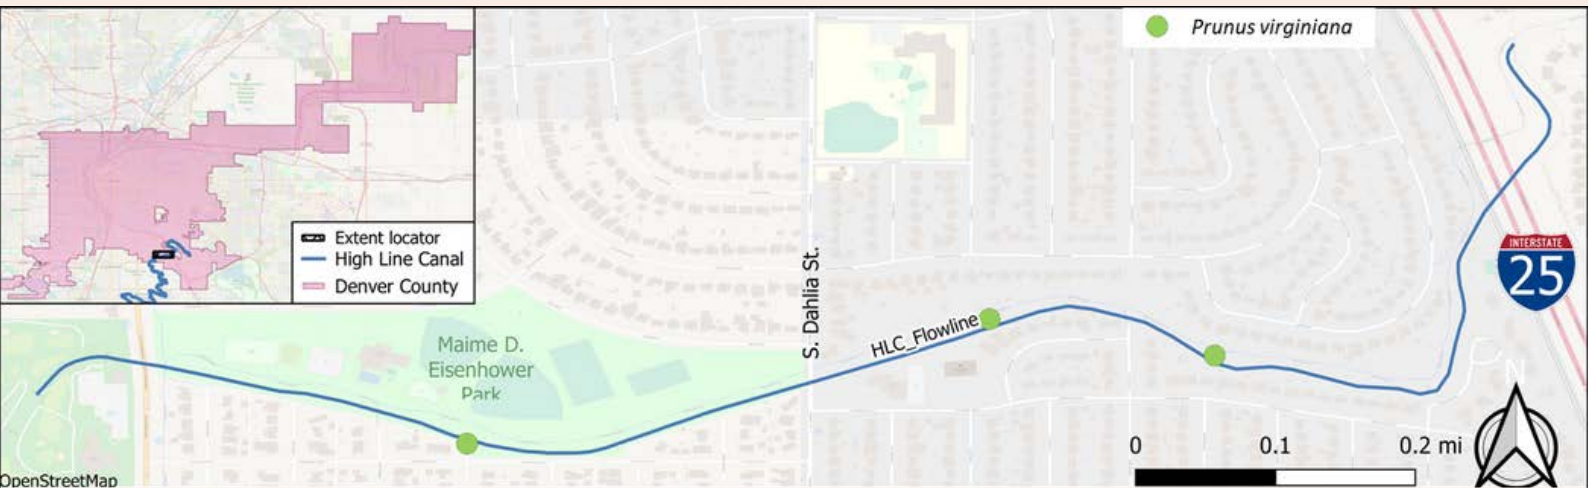 Prunus virginiana
Extent locator
High Line Canal
Denver County
INTERSTATE
25
S. Dahlia St.
HLC_Flowline
Maime D.
Eisenhower
Park
0 0.1 0.2 mi
OpenStreetMap